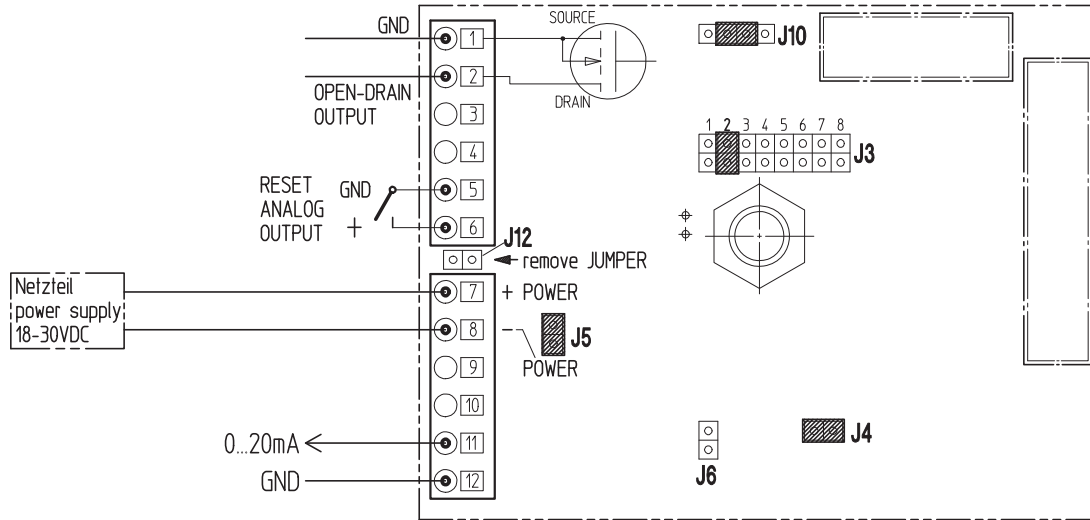 SOURCE
GND
1
J10
2
OPEN-DRAIN
OUTPUT
DRAIN
3
1 2 3 4 5 6 7 8
J3
4
RESET
ANALOG
OUTPUT
GND
+
5
6
J12
remove JUMPER
Netzteil
power supply
18-30VDC
7
+ POWER
8
-
POWER
J5
9
10
0...20mA
11
J4
GND
12
J6